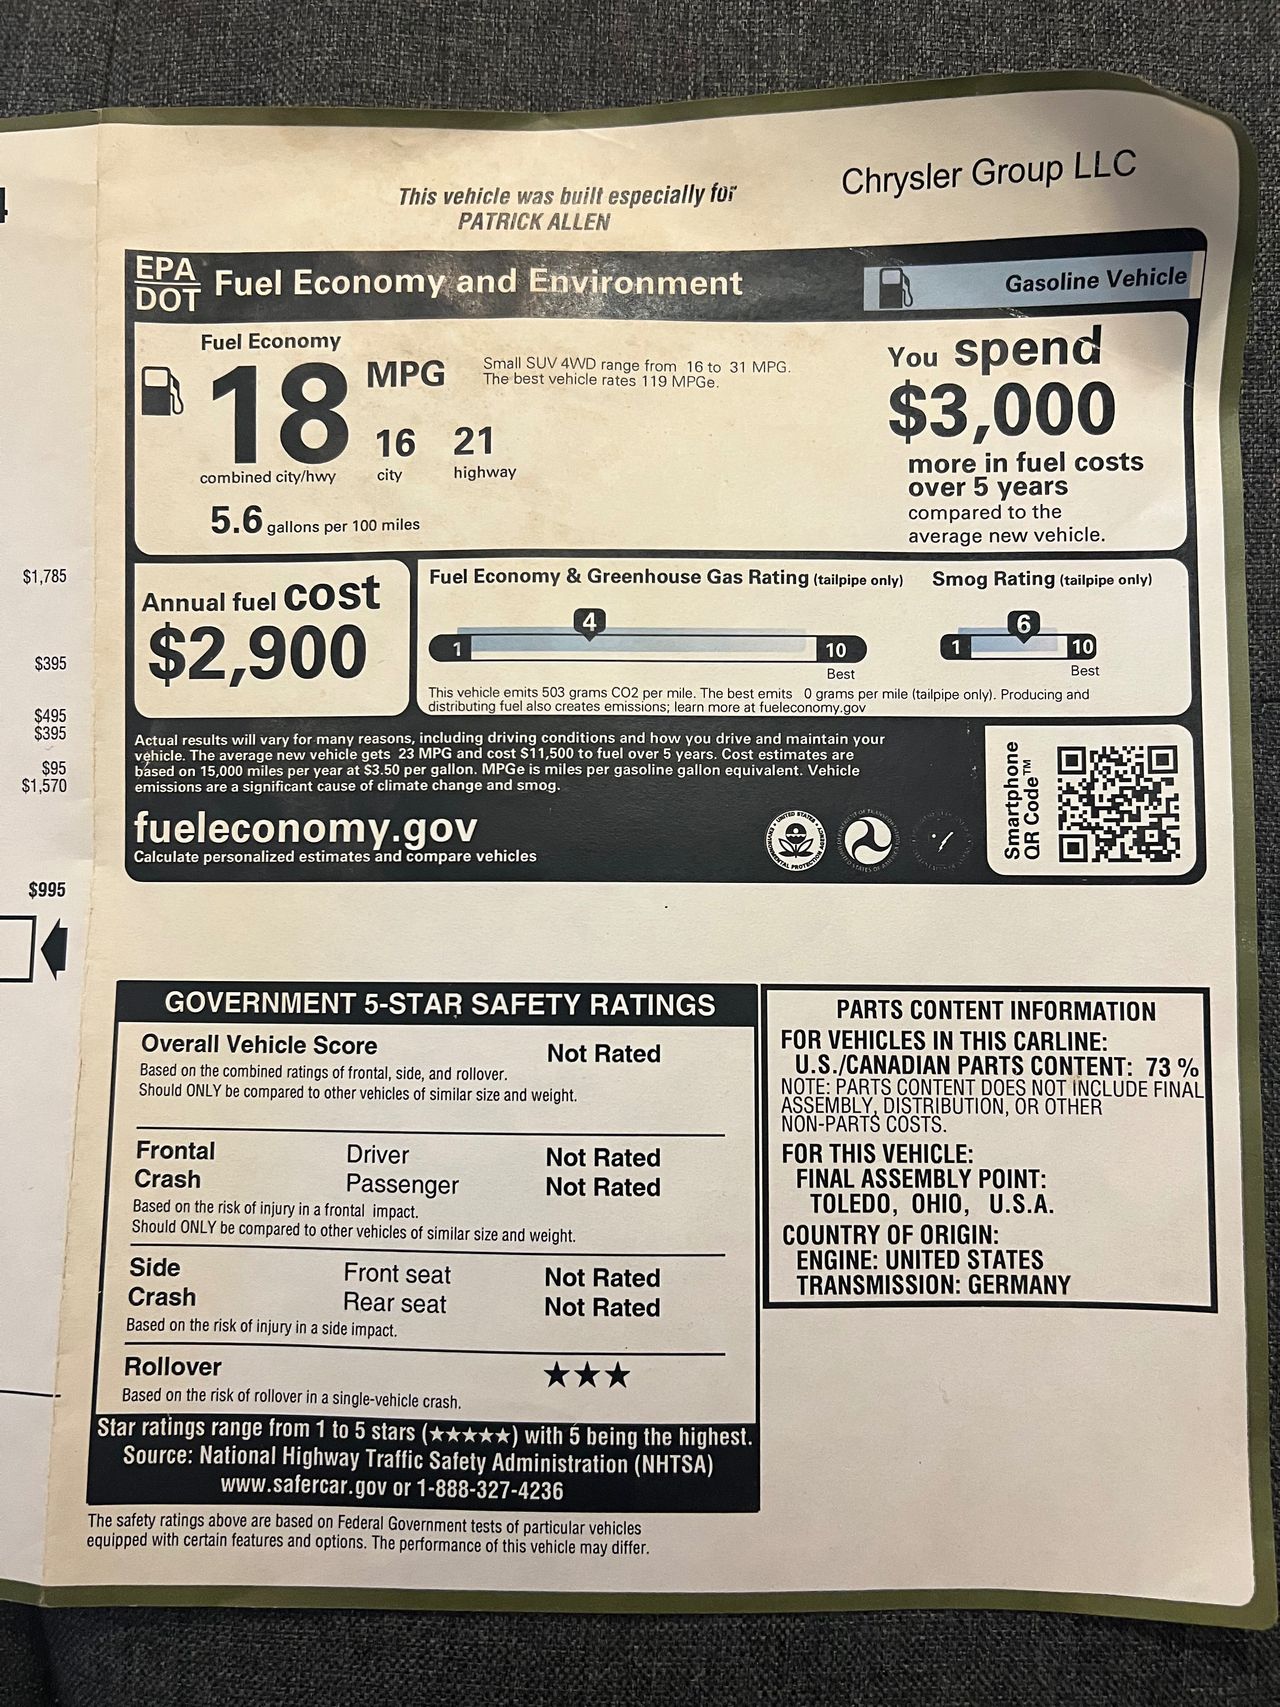 $1,785
$395
$495
$395
$95
$1,570
$995
This vehicle was built especially for
PATRICK ALLEN
Chrysler Group LLC
EPA
DOT
Fuel Economy and Environment
Gasoline Vehicle
Fuel Economy
18 MPG
combined city/hwy
16
city
21
highway
5.6 gallons per 100 miles
Small SUV 4WD range from 16 to 31 MPG.
The best vehicle rates 119 MPGe.
You spend
$3,000
more in fuel costs
over 5 years
compared to the
average new vehicle.
Annual fuel cost
$2,900
Fuel Economy & Greenhouse Gas Rating (tailpipe only)
4
1
10
Best
Smog Rating (tailpipe only)
6
1
10
Best
This vehicle emits 503 grams CO2 per mile. The best emits 0 grams per mile (tailpipe only). Producing and
distributing fuel also creates emissions; learn more at fueleconomy.gov
Actual results will vary for many reasons, including driving conditions and how you drive and maintain your
vehicle. The average new vehicle gets 23 MPG and cost $11,500 to fuel over 5 years. Cost estimates are
based on 15,000 miles per year at $3.50 per gallon. MPGe is miles per gasoline gallon equivalent. Vehicle
emissions are a significant cause of climate change and smog.
fueleconomy.gov
Calculate personalized estimates and compare vehicles
Smartphone
QR Code™
GOVERNMENT 5-STAR SAFETY RATINGS
Overall Vehicle Score Not Rated
Based on the combined ratings of frontal, side, and rollover.
Should ONLY be compared to other vehicles of similar size and weight.
Frontal Driver Not Rated
Crash Passenger Not Rated
Based on the risk of injury in a frontal impact.
Should ONLY be compared to other vehicles of similar size and weight.
Side Front seat Not Rated
Crash Rear seat Not Rated
Based on the risk of injury in a side impact.
Rollover ★★★
Based on the risk of rollover in a single-vehicle crash.
Star ratings range from 1 to 5 stars (★★★★★) with 5 being the highest.
Source: National Highway Traffic Safety Administration (NHTSA)
www.safercar.gov or 1-888-327-4236
The safety ratings above are based on Federal Government tests of particular vehicles
equipped with certain features and options. The performance of this vehicle may differ.
PARTS CONTENT INFORMATION
FOR VEHICLES IN THIS CARLINE:
U.S./CANADIAN PARTS CONTENT: 73 %
NOTE: PARTS CONTENT DOES NOT INCLUDE FINAL
ASSEMBLY, DISTRIBUTION, OR OTHER
NON-PARTS COSTS.
FOR THIS VEHICLE:
FINAL ASSEMBLY POINT:
TOLEDO, OHIO, U.S.A.
COUNTRY OF ORIGIN:
ENGINE: UNITED STATES
TRANSMISSION: GERMANY